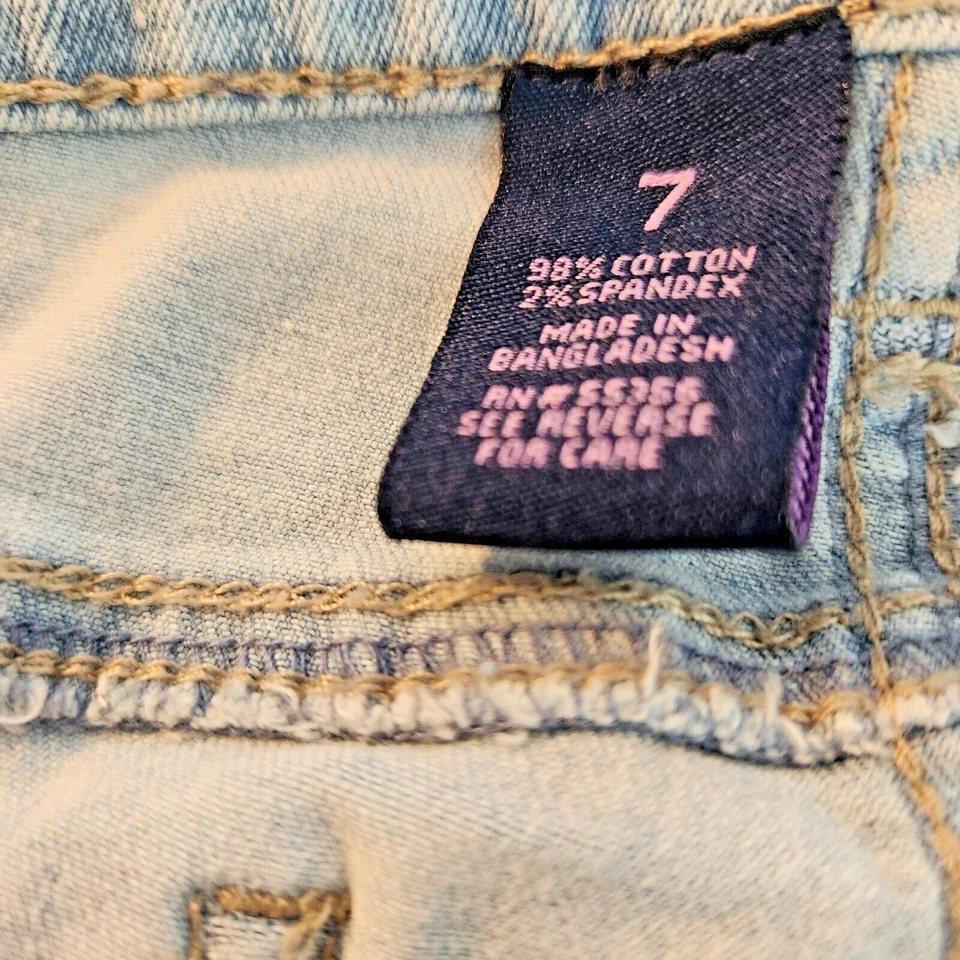 7
98% COTTON
2% SPANDEX
MADE IN
BANGLADESH
RN # 55366
SEE REVERSE
FOR CARE